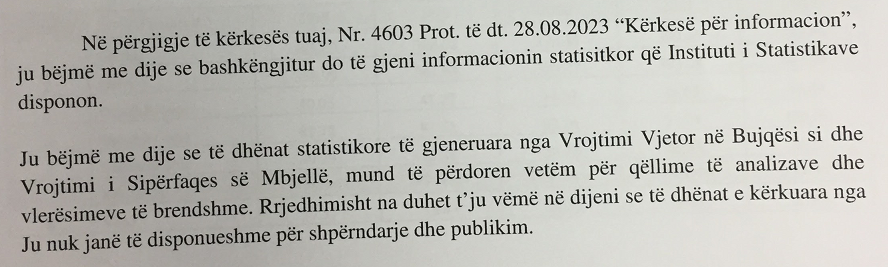 Në përgjigje të kërkesës tuaj, Nr. 4603 Prot. të dt. 28.08.2023 “Kërkesë për informacion”,
ju bëjmë me dije se bashkëngjitur do të gjeni informacionin statisitkor që Instituti i Statistikave
disponon.
Ju bëjmë me dije se të dhënat statistikore të gjeneruara nga Vrojtimi Vjetor në Bujqësi si dhe
Vrojtimi i Sipërfaqes së Mbjellë, mund të përdoren vetëm për qëllime të analizave dhe
vlerësimeve të brendshme. Rrjedhimisht na duhet t’ju vëmë në dijeni se të dhënat e kërkuara nga
Ju nuk janë të disponueshme për shpërndarje dhe publikim.